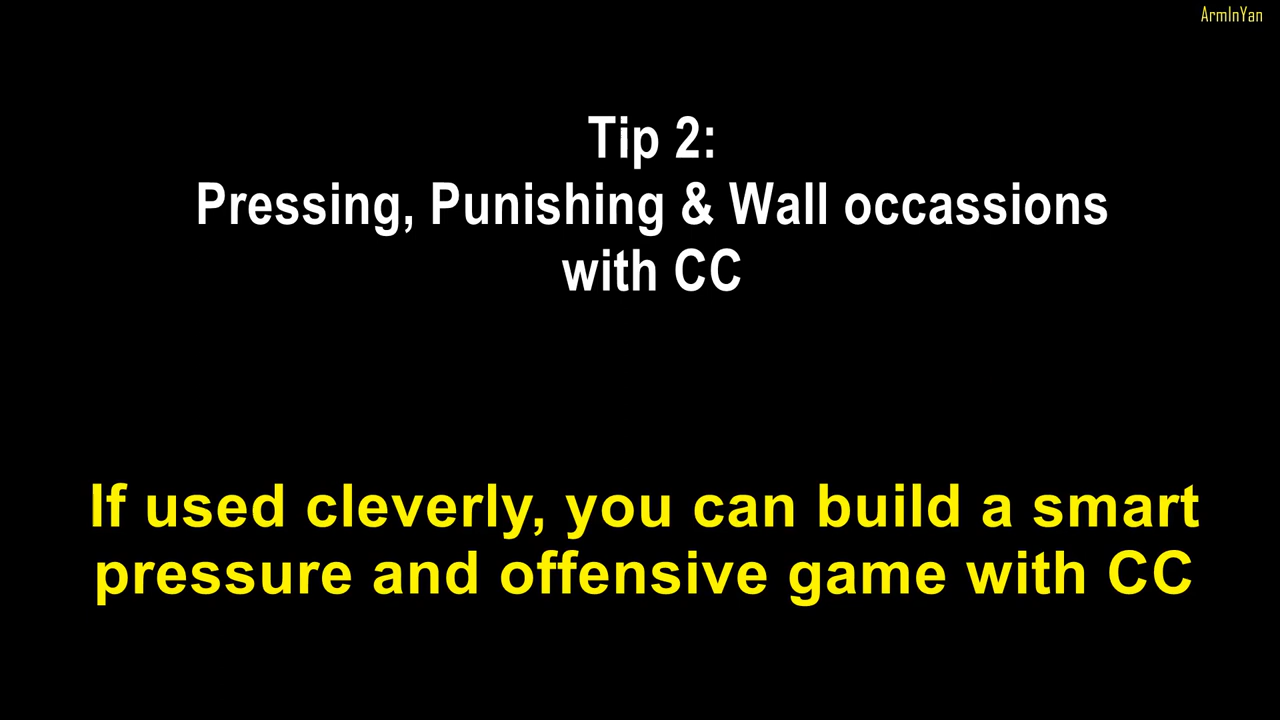 ArmInYan
Tip 2:
Pressing, Punishing & Wall occassions
with CC
If used cleverly, you can build a smart
pressure and offensive game with CC